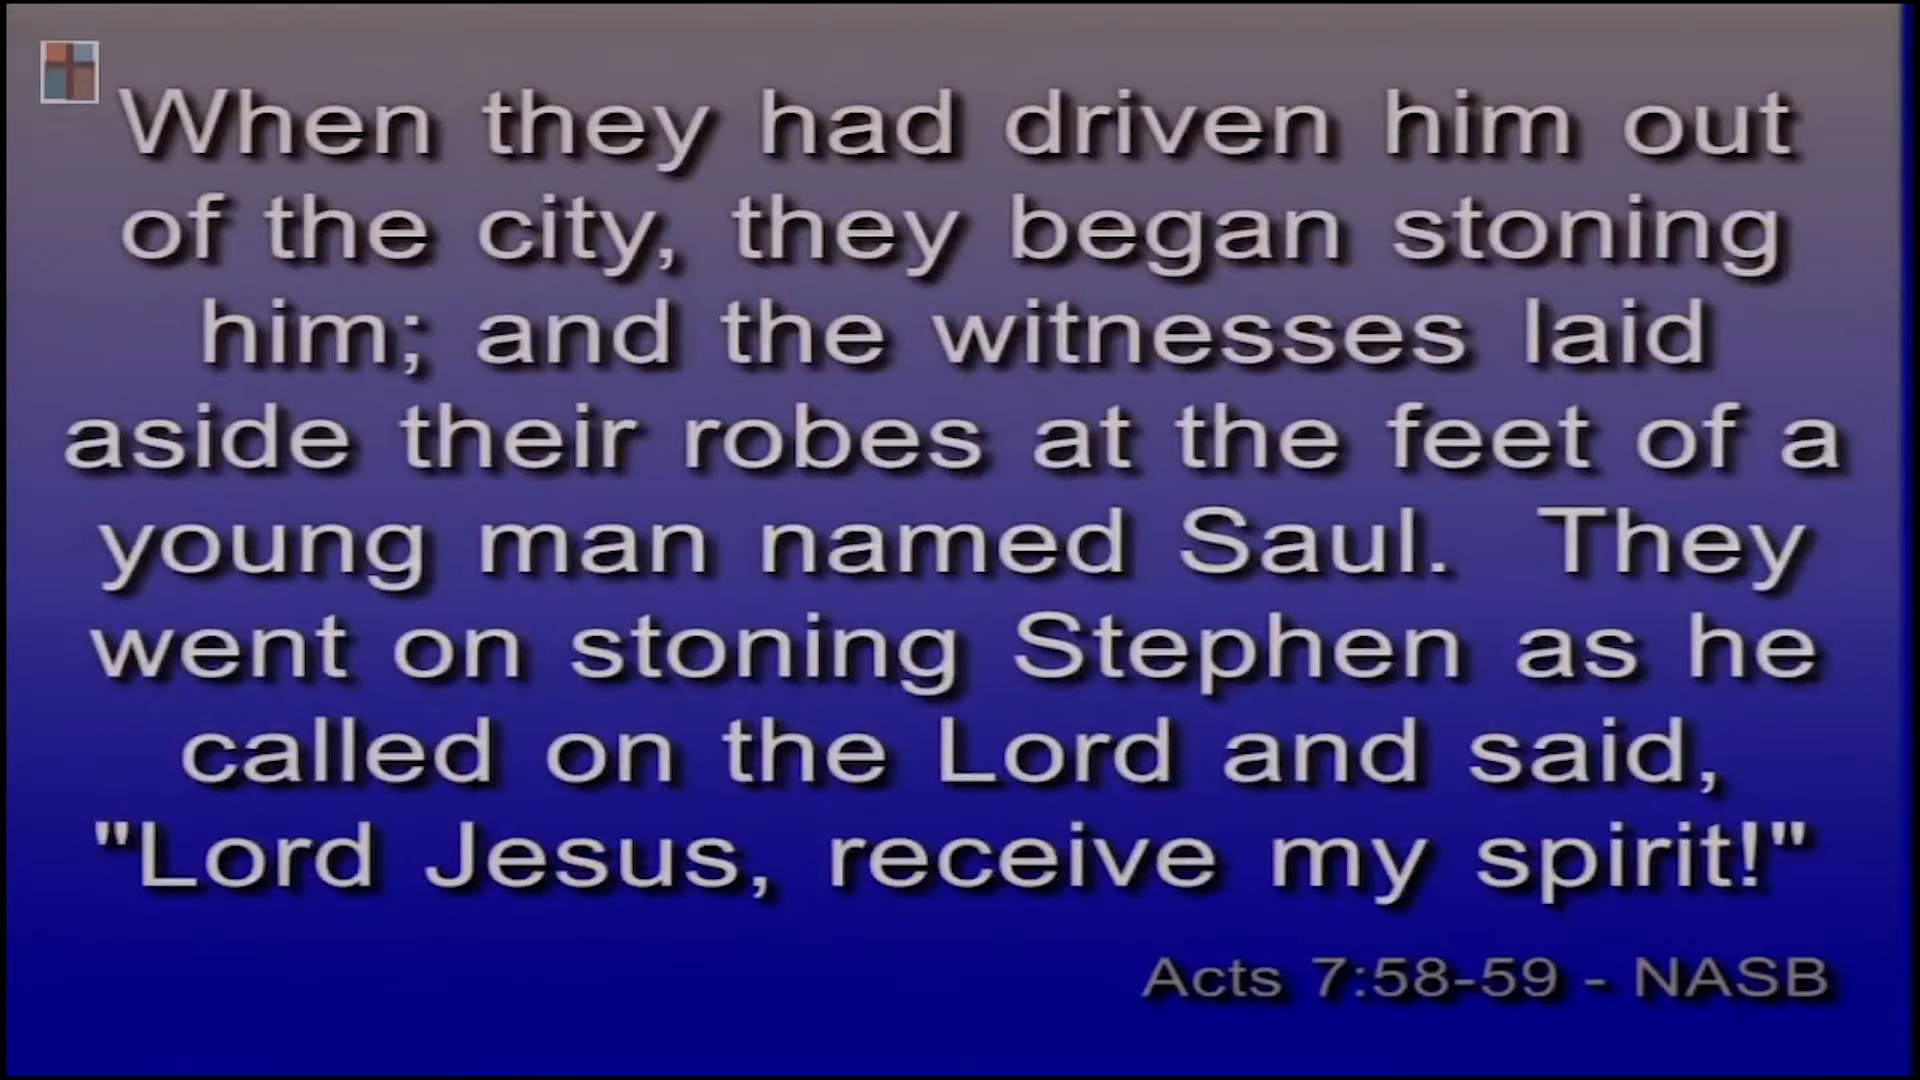 When they had driven him out
of the city, they began stoning
him; and the witnesses laid
aside their robes at the feet of a
young man named Saul. They
went on stoning Stephen as he
called on the Lord and said,
"Lord Jesus, receive my spirit!"
Acts 7:58-59 - NASB